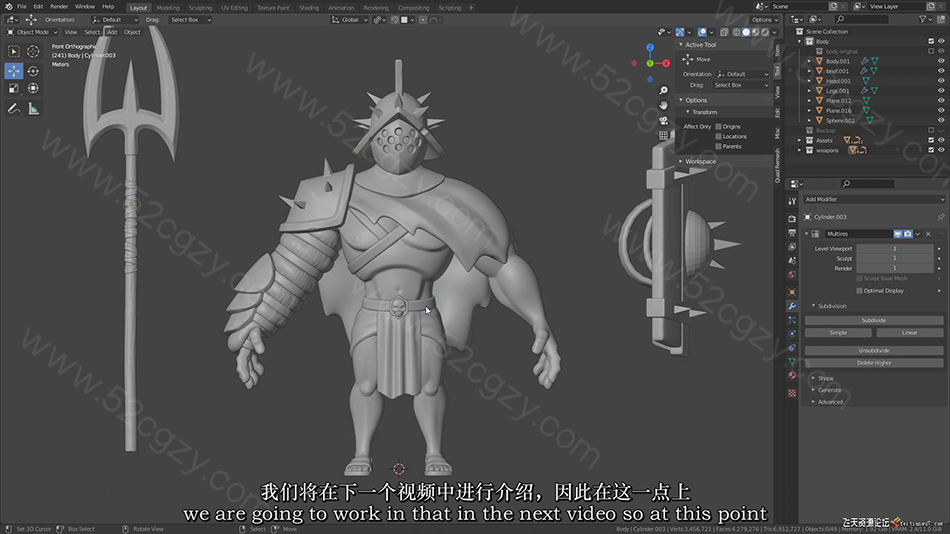 File Edit Render Window Help Layout Modeling Sculpting UV Editing Texture Paint Shading Animation Rendering Compositing Scripting + Scene View Layer
Orientation: Default Drag: Select Box Global Options
Object Mode View Select Add Object
Front Orthographic
(241) Body | Cylinder.003
Meters
Active Tool
Move
Orientation Default
Drag: Select Box
Options
Transform
Affect Only Origins
Locations
Parents
Workspace
Item
Tool
View
Edit
Misc
Quad Remesh
Scene Collection
Body
body original
Body.001
Brief.001
Head.001
Legs.001
Plane.012
Plane.016
Sphere.002
Backup
Assets
weapons
Add Modifier
Cylinder.003
Multires
Level Viewport 1
Sculpt 1
Render 1
Sculpt Base Mesh
Optimal Display
Subdivision
Subdivide
Simple Linear
Unsubdivide
Delete Higher
Shape
Generate
Advanced
www.52cgzy.com
我们将在下一个视频中进行介绍，因此在这一点上
we are going to work in that in the next video so at this point
Set 3D Cursor Box Select Rotate View Select Move Body | Cylinder.003 | Verts:3,456,721 | Faces:4,279,276 | Tris:6,912,727 | Objects:0/49
飞天资源论坛